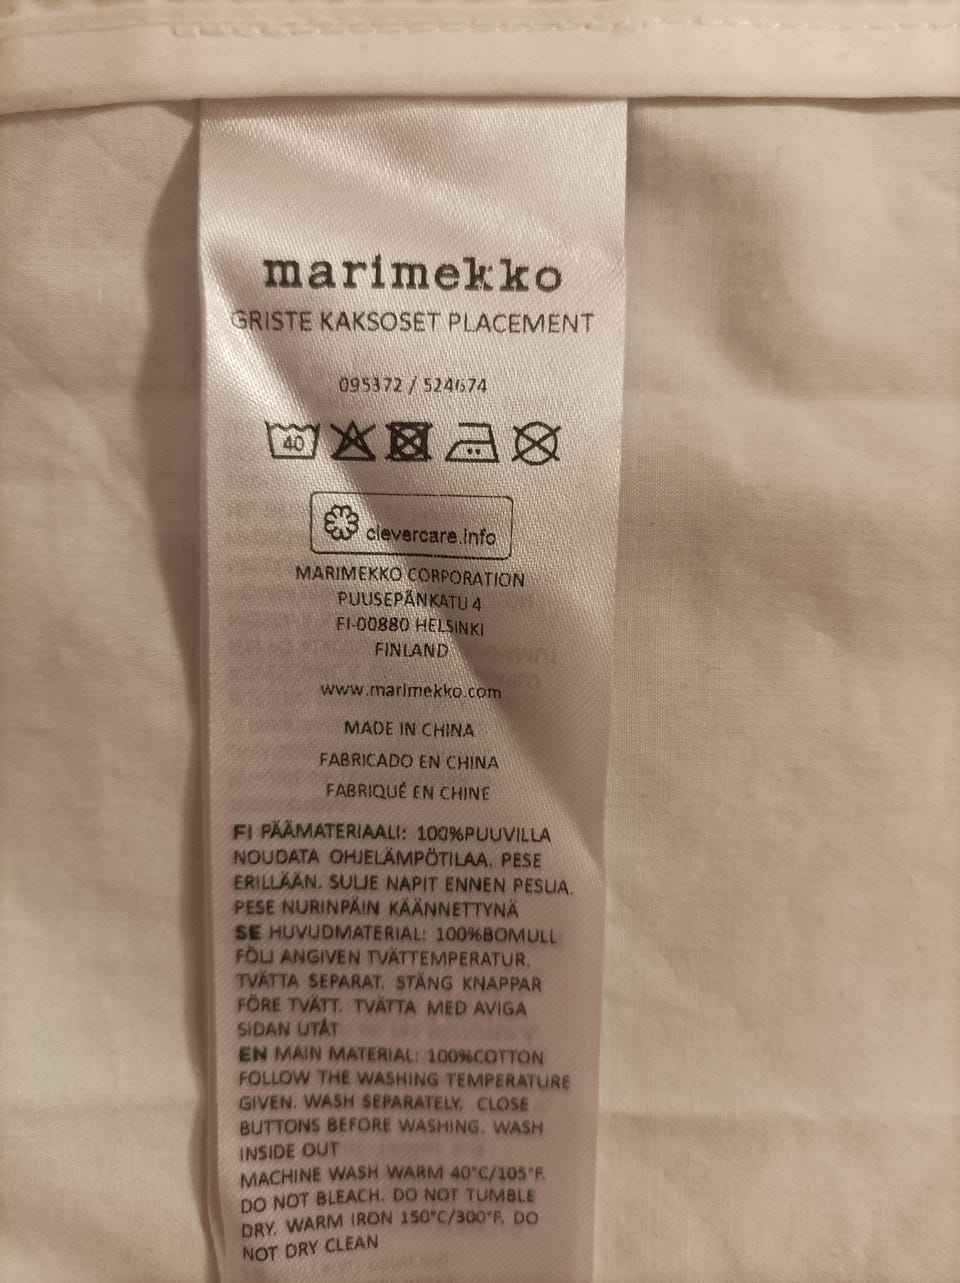 marimekko
GRISTE KAKSOSET PLACEMENT
095372 / 524674
40
clevercare.info
MARIMEKKO CORPORATION
PUUSEPÄNKATU 4
FI-00880 HELSINKI
FINLAND
www.marimekko.com
MADE IN CHINA
FABRICADO EN CHINA
FABRIQUÉ EN CHINE
FI PÄÄMATERIAALI: 100%PUUVILLA
NOUDATA OHJELÄMPÖTILAA. PESE
ERILLÄÄN. SULJE NAPIT ENNEN PESUA.
PESE NURINPÄIN KÄÄNNETTYNÄ
SE HUVUDMATERIAL: 100%BOMULL
FÖLJ ANGIVEN TVÄTTEMPERATUR.
TVÄTTA SEPARAT. STÄNG KNAPPAR
FÖRE TVÄTT. TVÄTTA MED AVIGA
SIDAN UTÅT
EN MAIN MATERIAL: 100%COTTON
FOLLOW THE WASHING TEMPERATURE
GIVEN. WASH SEPARATELY. CLOSE
BUTTONS BEFORE WASHING. WASH
INSIDE OUT
MACHINE WASH WARM 40°C/105°F.
DO NOT BLEACH. DO NOT TUMBLE
DRY. WARM IRON 150°C/300°F. DO
NOT DRY CLEAN